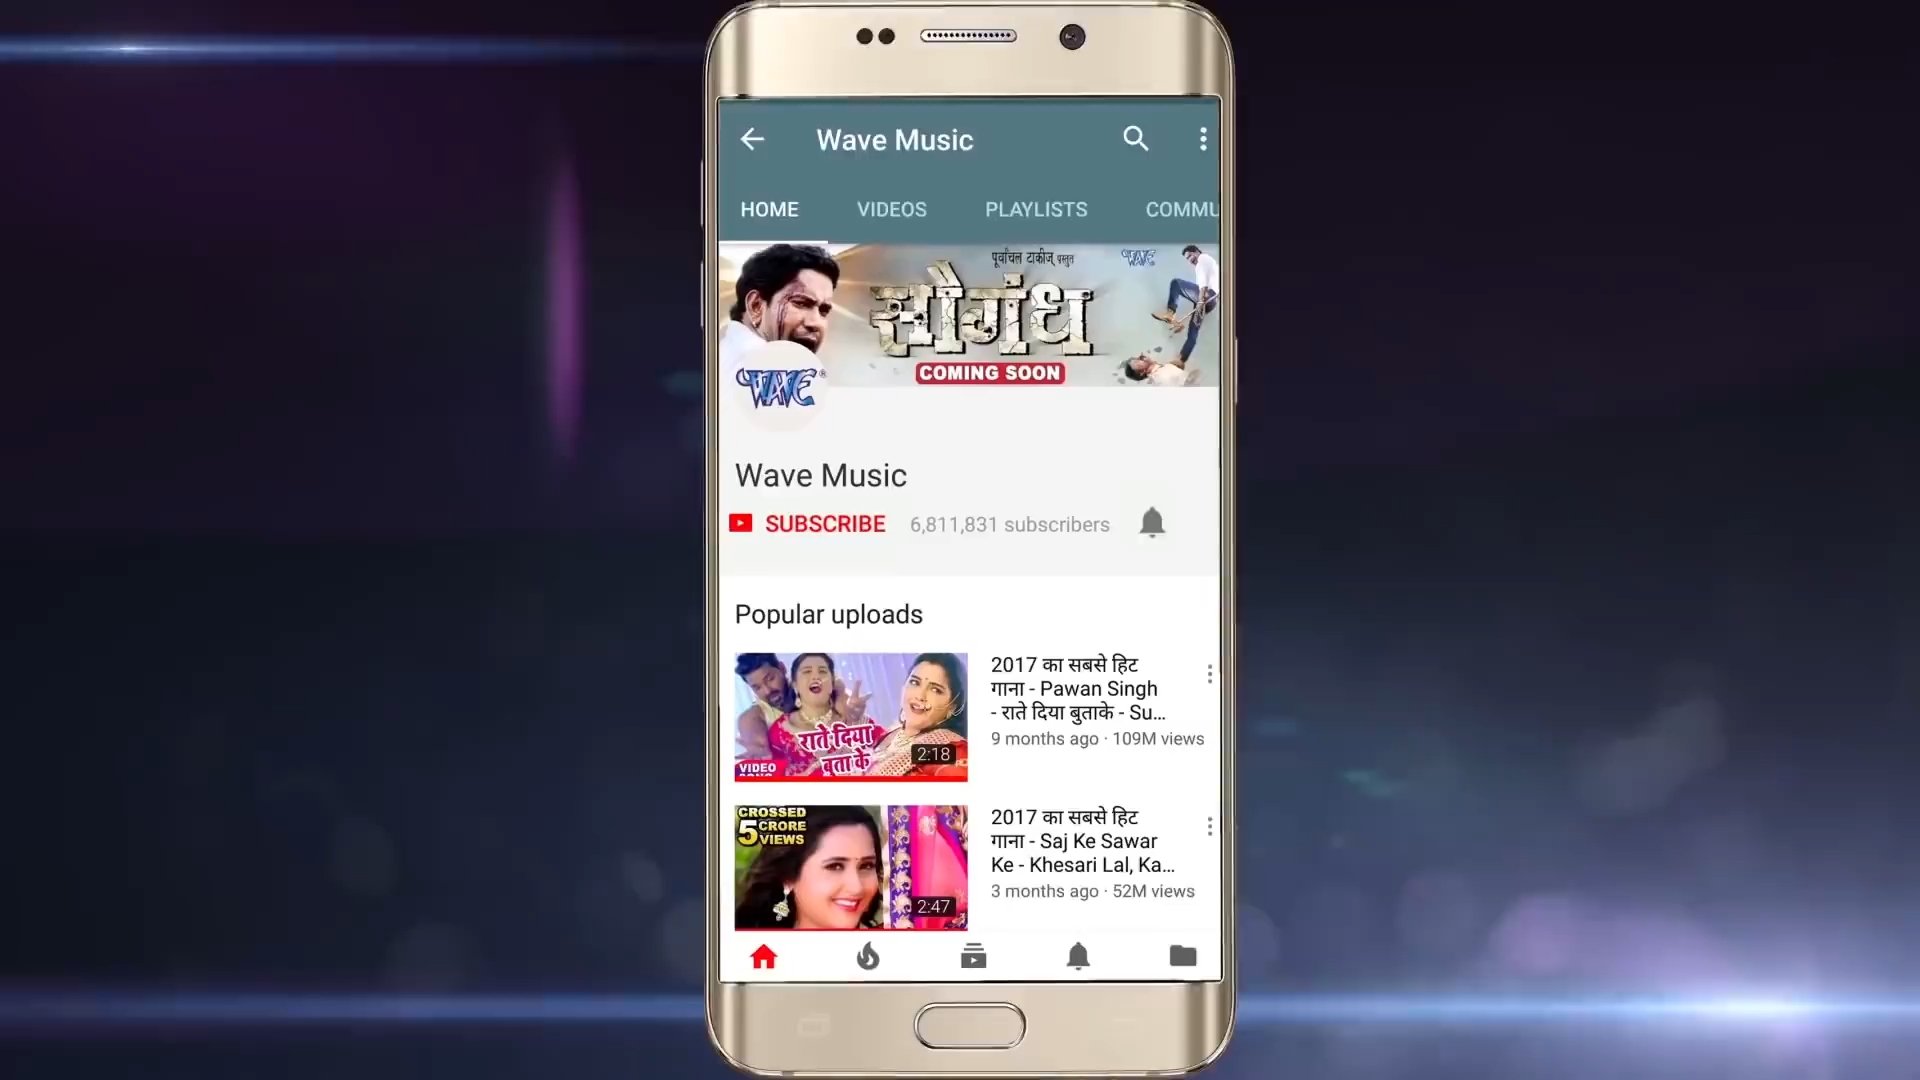 Wave Music
HOME VIDEOS PLAYLISTS COMMU
पूर्वांचल टाकीज् प्रस्तुत
WAVE
सौगंध
COMING SOON
WAVE®
Wave Music
SUBSCRIBE 6,811,831 subscribers
Popular uploads
2017 का सबसे हिट
गाना - Pawan Singh
- राते दिया बुताके - Su...
9 months ago · 109M views
राते दिया
बुता के
VIDEO
SONG
2:18
2017 का सबसे हिट
गाना - Saj Ke Sawar
Ke - Khesari Lal, Ka...
3 months ago · 52M views
CROSSED
5 CRORE
VIEWS
2:47